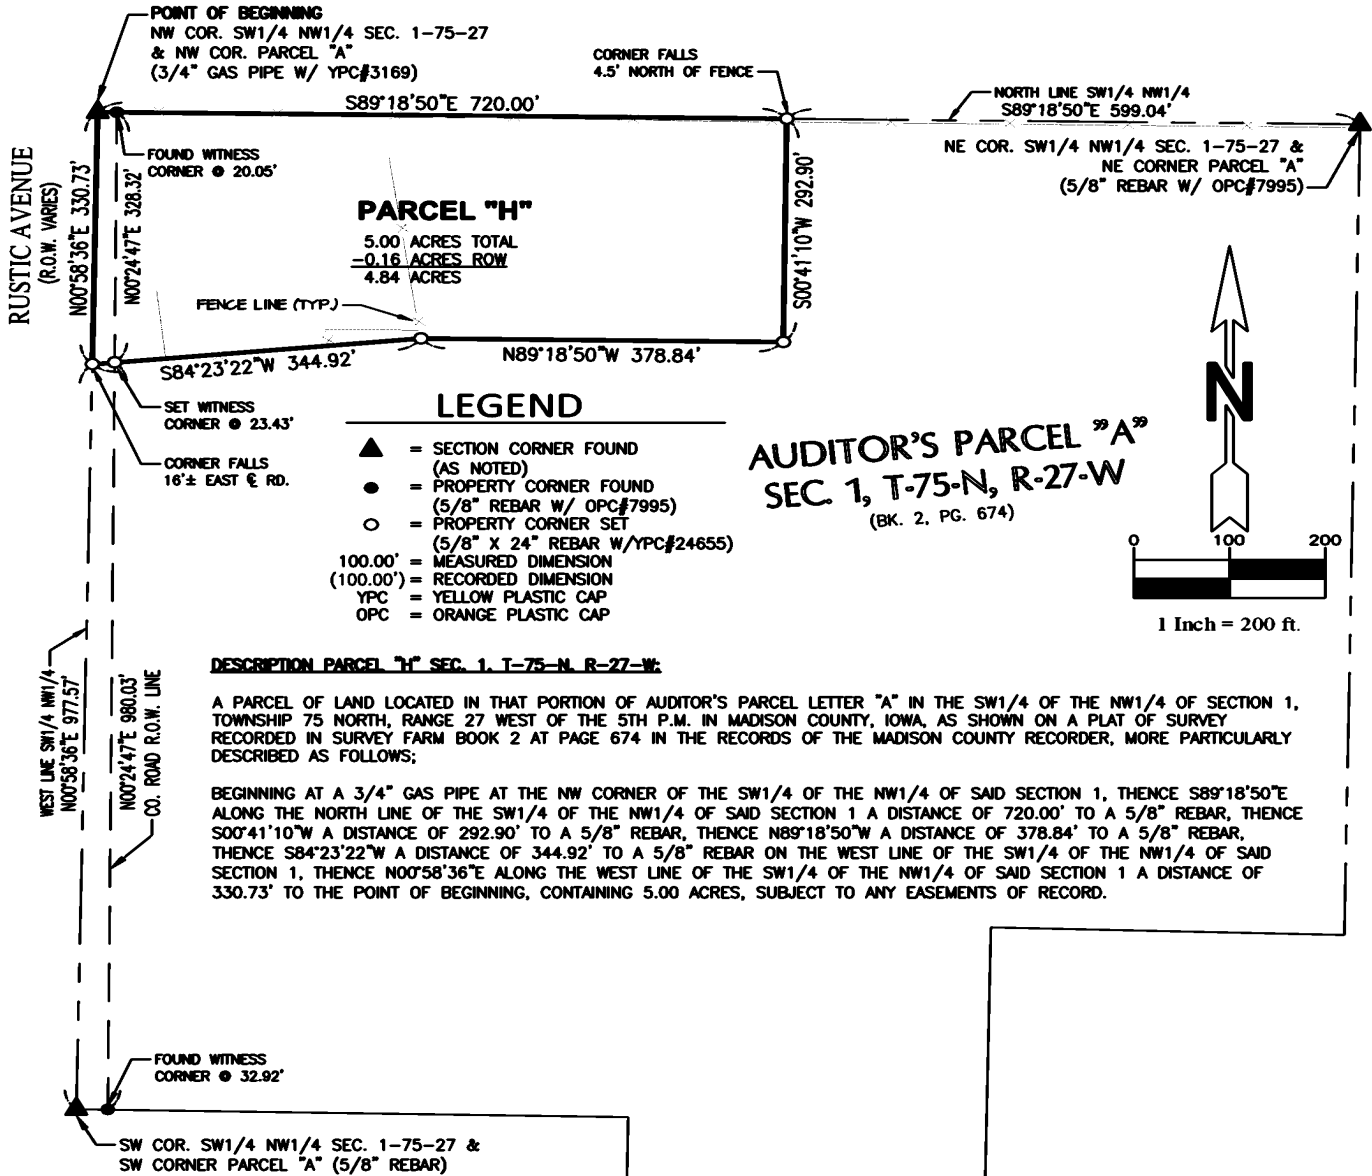 POINT OF BEGINNING
NW COR. SW1/4 NW1/4 SEC. 1-75-27
& NW COR. PARCEL "A"
(3/4" GAS PIPE W/ YPC#3169)
CORNER FALLS
4.5' NORTH OF FENCE
S89°18'50"E 720.00'
NORTH LINE SW1/4 NW1/4
S89°18'50"E 599.04'
NE COR. SW1/4 NW1/4 SEC. 1-75-27 &
NE CORNER PARCEL "A"
(5/8" REBAR W/ OPC#7995)
RUSTIC AVENUE
(R.O.W. VARIES)
N00°58'36"E 330.73'
N00°24'47"E 328.32'
FOUND WITNESS
CORNER @ 20.05'
PARCEL "H"
5.00 ACRES TOTAL
-0.16 ACRES ROW
4.84 ACRES
S00°41'10"W 292.90'
FENCE LINE (TYP.)
S84°23'22"W 344.92'
N89°18'50"W 378.84'
SET WITNESS
CORNER @ 23.43'
CORNER FALLS
16'± EAST ℄ RD.
LEGEND
= SECTION CORNER FOUND
(AS NOTED)
= PROPERTY CORNER FOUND
(5/8" REBAR W/ OPC#7995)
= PROPERTY CORNER SET
(5/8" X 24" REBAR W/YPC#24655)
100.00' = MEASURED DIMENSION
(100.00') = RECORDED DIMENSION
YPC = YELLOW PLASTIC CAP
OPC = ORANGE PLASTIC CAP
AUDITOR'S PARCEL "A"
SEC. 1, T-75-N, R-27-W
(BK. 2, PG. 674)
N
0 100 200
1 Inch = 200 ft.
WEST LINE SW1/4 NW1/4
N00°58'36"E 977.57'
N00°24'47"E 980.03'
CO. ROAD R.O.W. LINE
DESCRIPTION PARCEL "H" SEC. 1, T-75-N, R-27-W:
A PARCEL OF LAND LOCATED IN THAT PORTION OF AUDITOR'S PARCEL LETTER "A" IN THE SW1/4 OF THE NW1/4 OF SECTION 1,
TOWNSHIP 75 NORTH, RANGE 27 WEST OF THE 5TH P.M. IN MADISON COUNTY, IOWA, AS SHOWN ON A PLAT OF SURVEY
RECORDED IN SURVEY FARM BOOK 2 AT PAGE 674 IN THE RECORDS OF THE MADISON COUNTY RECORDER, MORE PARTICULARLY
DESCRIBED AS FOLLOWS;
BEGINNING AT A 3/4" GAS PIPE AT THE NW CORNER OF THE SW1/4 OF THE NW1/4 OF SAID SECTION 1, THENCE S89°18'50"E
ALONG THE NORTH LINE OF THE SW1/4 OF THE NW1/4 OF SAID SECTION 1 A DISTANCE OF 720.00' TO A 5/8" REBAR, THENCE
S00°41'10"W A DISTANCE OF 292.90' TO A 5/8" REBAR, THENCE N89°18'50"W A DISTANCE OF 378.84' TO A 5/8" REBAR,
THENCE S84°23'22"W A DISTANCE OF 344.92' TO A 5/8" REBAR ON THE WEST LINE OF THE SW1/4 OF THE NW1/4 OF SAID
SECTION 1, THENCE N00°58'36"E ALONG THE WEST LINE OF THE SW1/4 OF THE NW1/4 OF SAID SECTION 1 A DISTANCE OF
330.73' TO THE POINT OF BEGINNING, CONTAINING 5.00 ACRES, SUBJECT TO ANY EASEMENTS OF RECORD.
FOUND WITNESS
CORNER @ 32.92'
SW COR. SW1/4 NW1/4 SEC. 1-75-27 &
SW CORNER PARCEL "A" (5/8" REBAR)